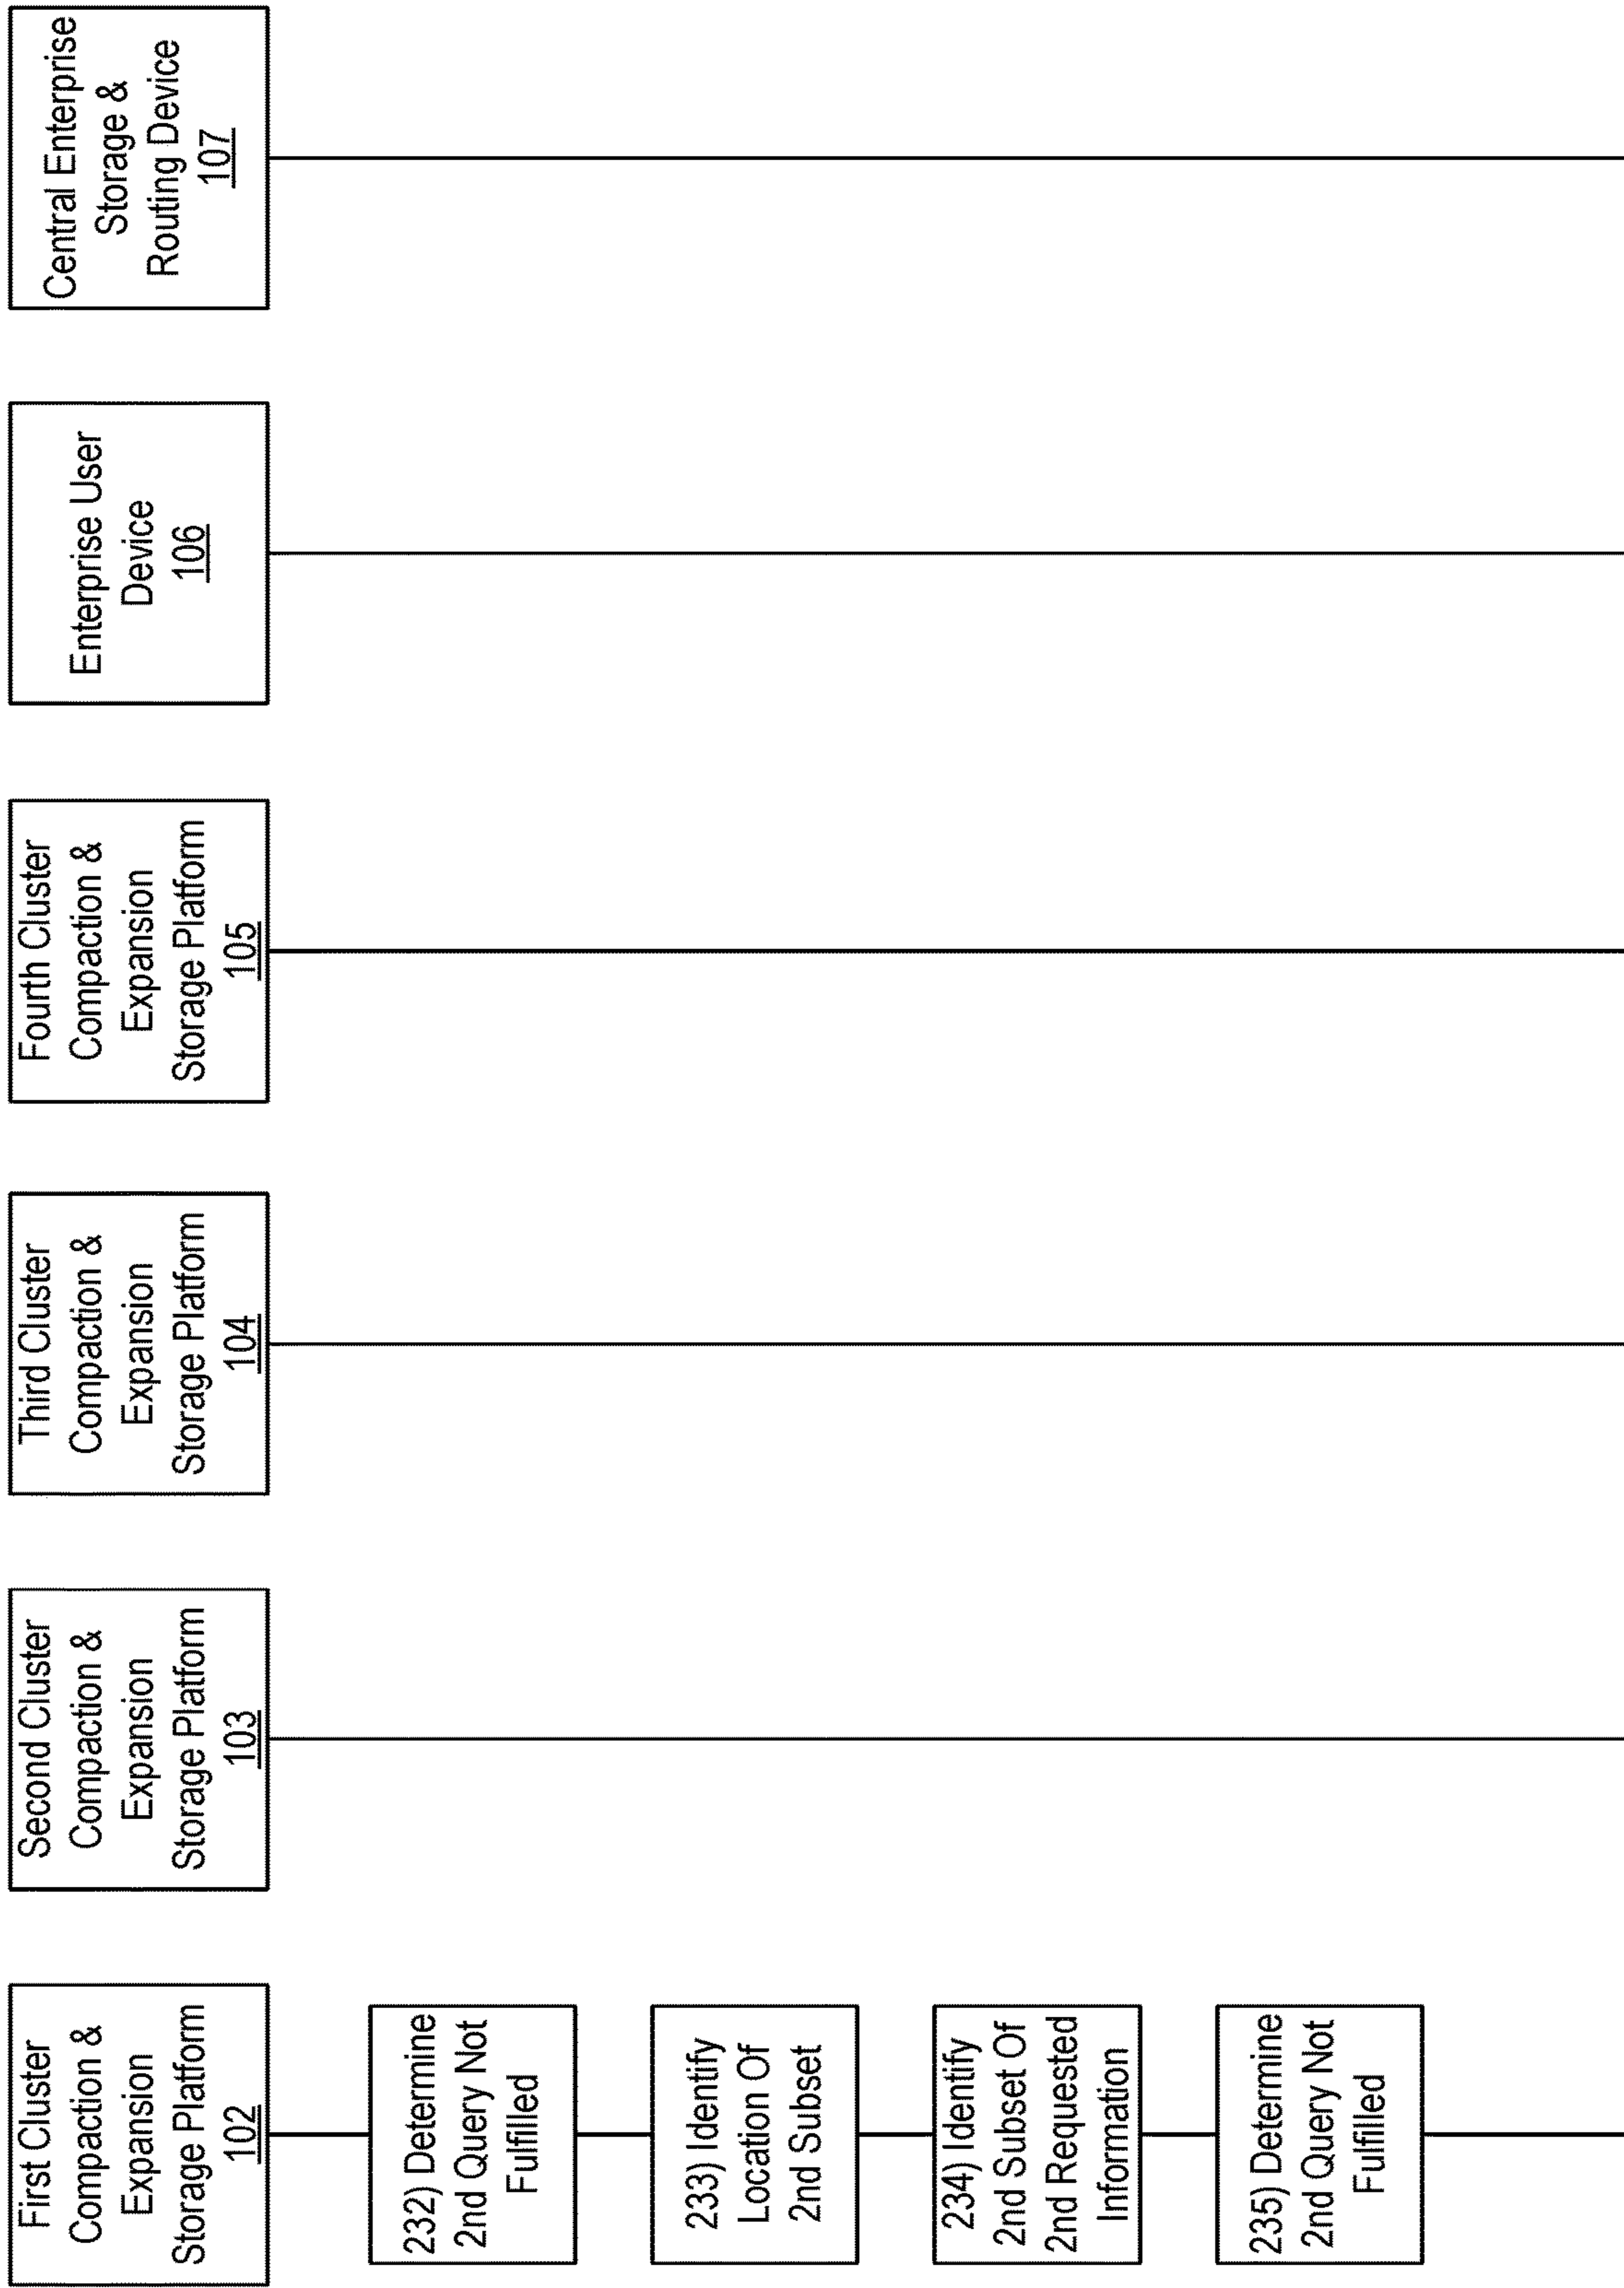 First Cluster
Compaction &
Expansion
Storage Platform
102
Second Cluster
Compaction &
Expansion
Storage Platform
103
Third Cluster
Compaction &
Expansion
Storage Platform
104
Fourth Cluster
Compaction &
Expansion
Storage Platform
105
Enterprise User
Device
106
Central Enterprise
Storage &
Routing Device
107
232) Determine
2nd Query Not
Fulfilled
233) Identify
Location Of
2nd Subset
234) Identify
2nd Subset Of
2nd Requested
Information
235) Determine
2nd Query Not
Fulfilled